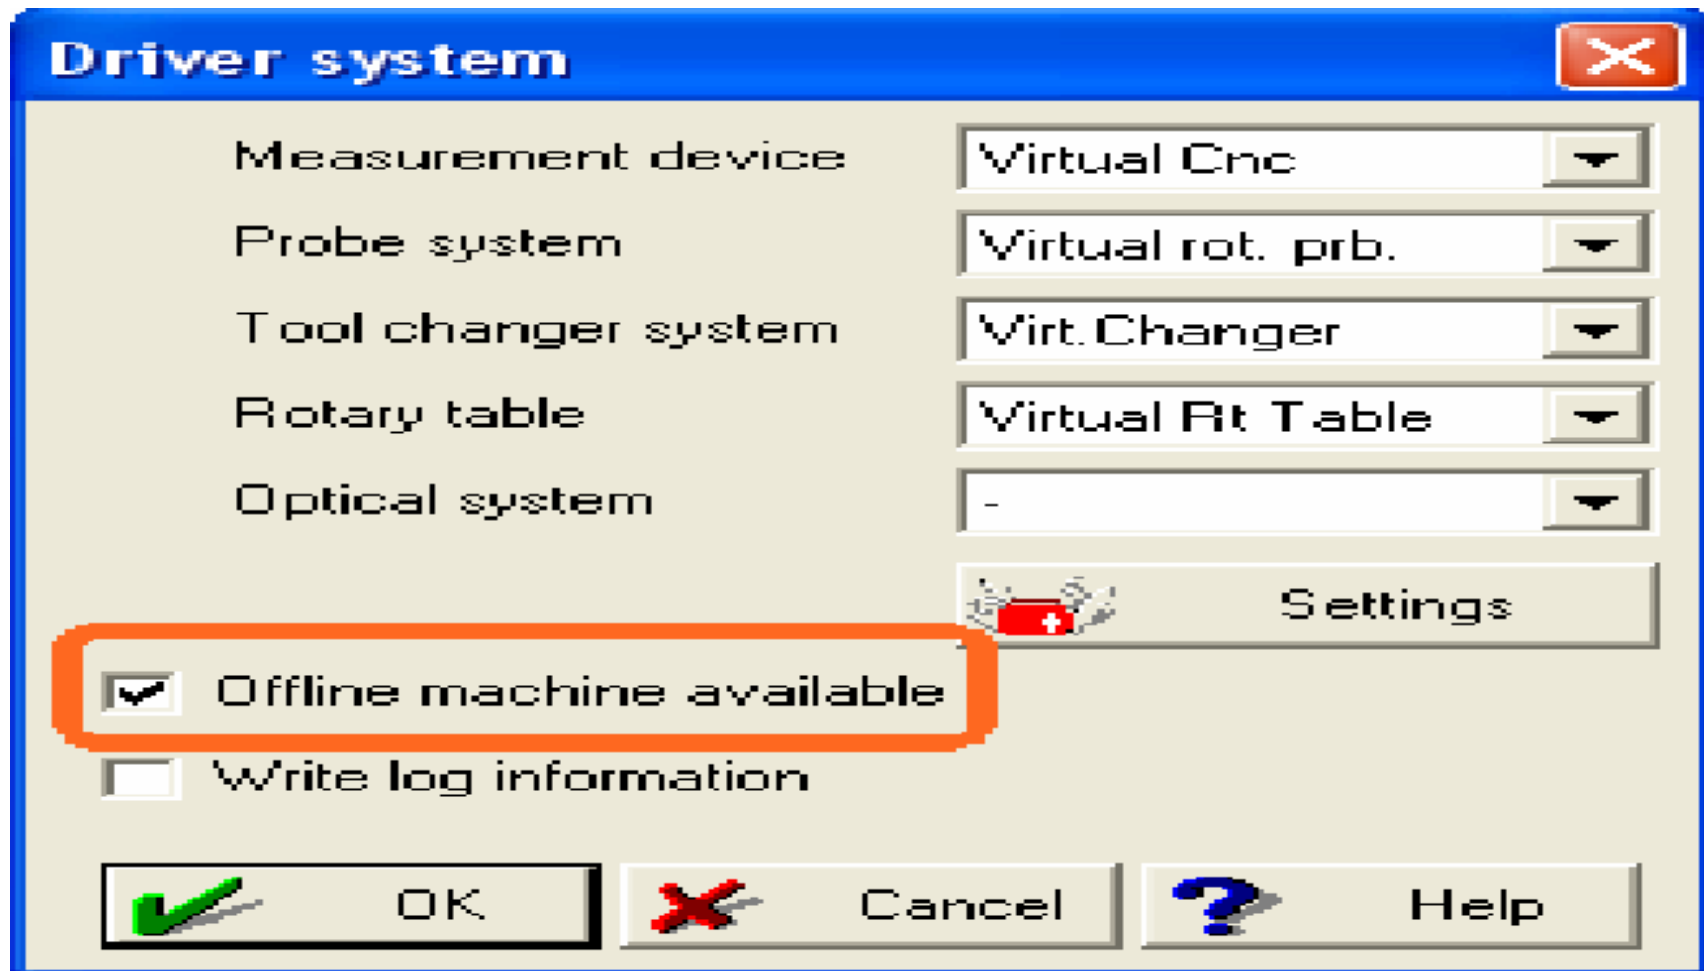 Driver system
Measurement device Virtual Cnc
Probe system Virtual rot. prb.
Tool changer system Virt.Changer
Rotary table Virtual Rt Table
Optical system -
Settings
Offline machine available
Write log information
OK Cancel Help